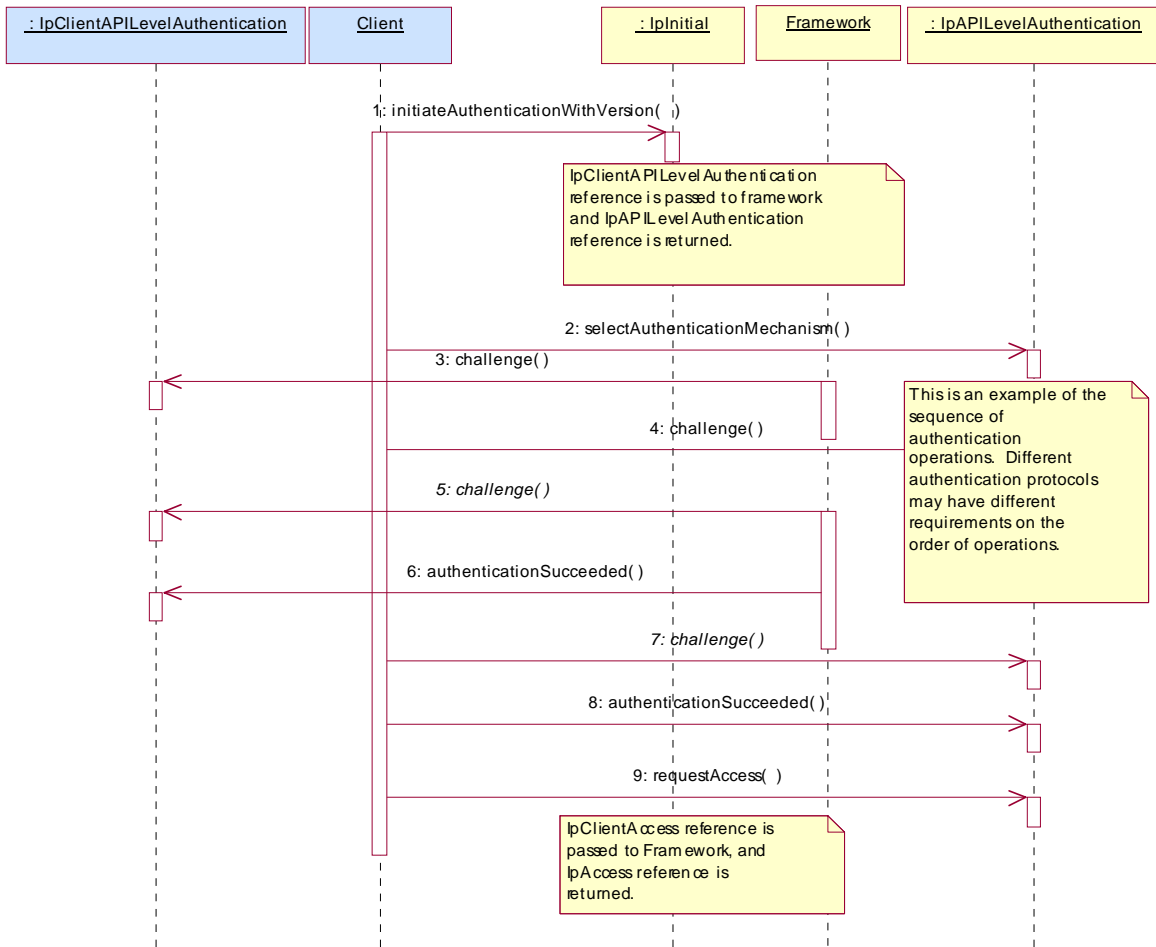 : IpClientAPILevelAuthentication
Client
: IpInitial
Framework
: IpAPILevelAuthentication
1: initiateAuthenticationWithVersion( )
IpClientAPILevelAuthentication
reference is passed to framework
and IpAPILevelAuthentication
reference is returned.
2: selectAuthenticationMechanism( )
3: challenge( )
This is an example of the
sequence of
authentication
operations. Different
authentication protocols
may have different
requirements on the
order of operations.
4: challenge( )
5: challenge( )
6: authenticationSucceeded( )
7: challenge( )
8: authenticationSucceeded( )
9: requestAccess( )
IpClientAccess reference is
passed to Framework, and
IpAccess reference is
returned.